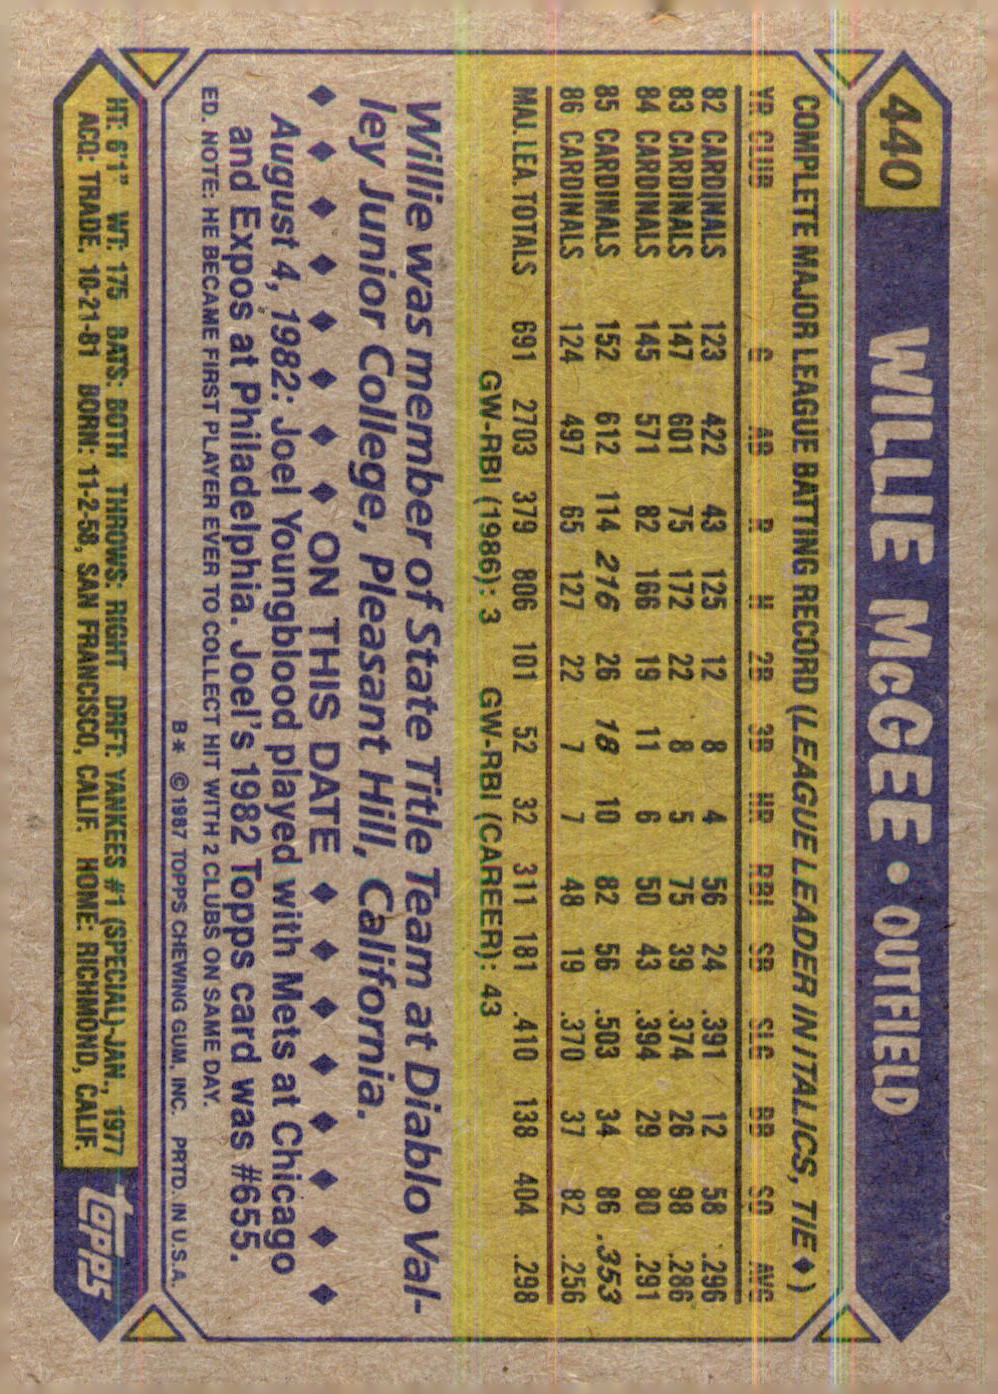 440 WILLIE McGEE • OUTFIELD
COMPLETE MAJOR LEAGUE BATTING RECORD (LEAGUE LEADER IN ITALICS, TIE ♦)
YR CLUB G AB R H 2B 3B HR RBI SB SLG BB SO AVG
82 CARDINALS 123 422 43 125 12 8 4 56 24 .391 12 58 .296
83 CARDINALS 147 601 75 172 22 8 5 75 39 .374 26 98 .286
84 CARDINALS 145 571 82 166 19 11 6 50 43 .394 29 80 .291
85 CARDINALS 152 612 114 216 26 18 10 82 56 .503 34 86 .353
86 CARDINALS 124 497 65 127 22 7 7 48 19 .370 37 82 .256
MAJ. LEA. TOTALS 691 2703 379 806 101 52 32 311 181 .410 138 404 .298
GW-RBI (1986): 3 GW-RBI (CAREER): 43
Willie was member of State Title Team at Diablo Val-
ley Junior College, Pleasant Hill, California.
♦ ♦ ♦ ♦ ♦ ♦ ♦ ♦ ON THIS DATE ♦ ♦ ♦ ♦ ♦ ♦ ♦ ♦
August 4, 1982: Joel Youngblood played with Mets at Chicago
and Expos at Philadelphia. Joel's 1982 Topps card was #655.
ED. NOTE: HE BECAME FIRST PLAYER EVER TO COLLECT HIT WITH 2 CLUBS ON SAME DAY.
B* © 1987 TOPPS CHEWING GUM, INC. PRTD. IN U.S.A.
HT: 6'1" WT: 175 BATS: BOTH THROWS: RIGHT DRFT: YANKEES #1 (SPECIAL)-JAN., 1977
ACQ: TRADE, 10-21-81 BORN: 11-2-58, SAN FRANCISCO, CALIF. HOME: RICHMOND, CALIF.
TOPPS